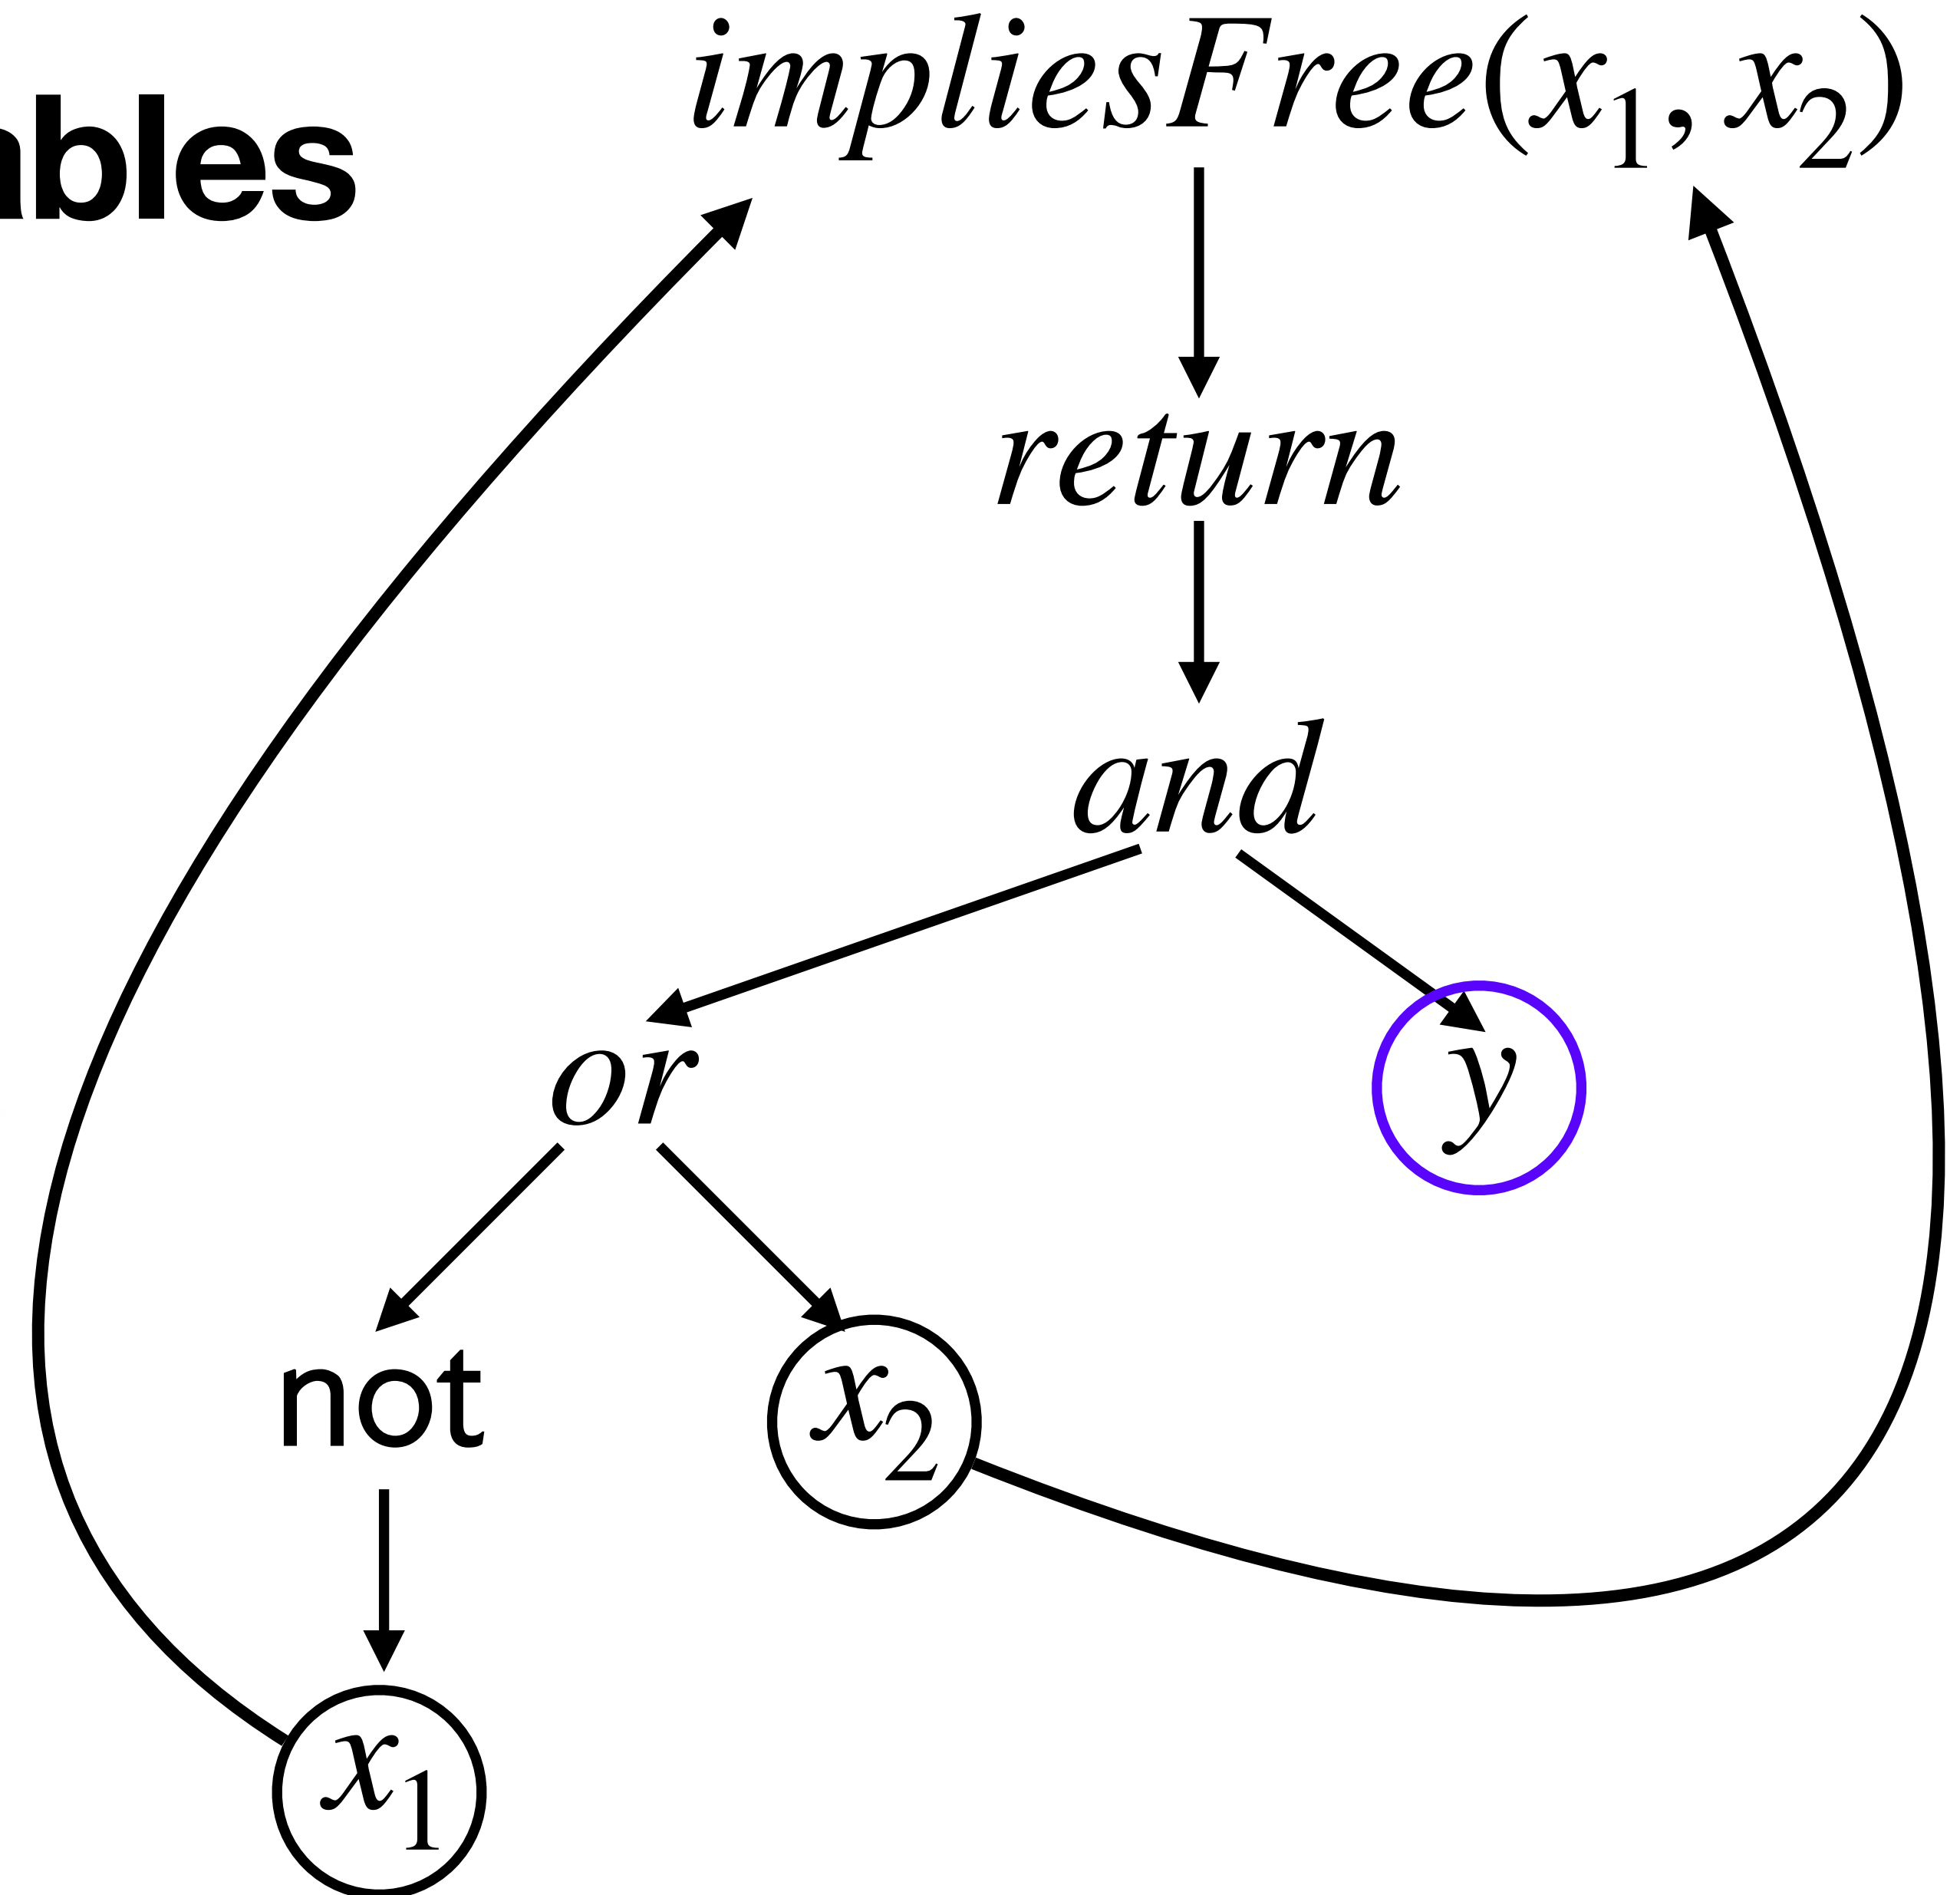 ables
impliesFree(x₁, x₂)
return
and
or
y
not
x₂
x₁